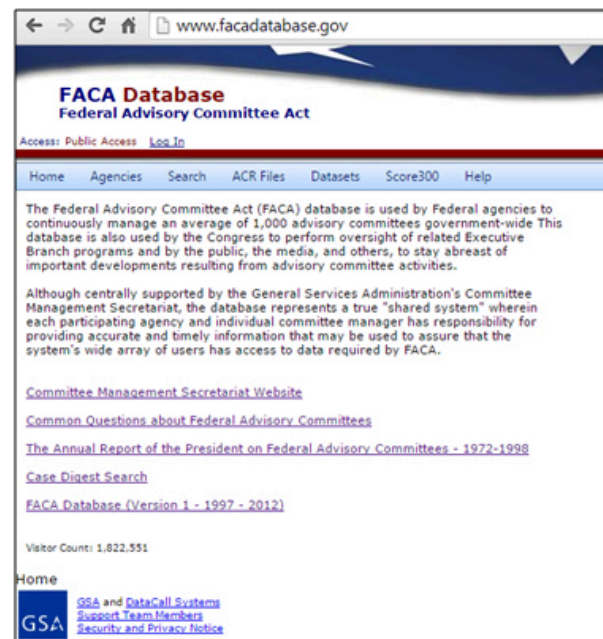 www.facadatabase.gov
FACA Database
Federal Advisory Committee Act
Access: Public Access Log In
Home Agencies Search ACR Files Datasets Score300 Help
The Federal Advisory Committee Act (FACA) database is used by Federal agencies to
continuously manage an average of 1,000 advisory committees government-wide This
database is also used by the Congress to perform oversight of related Executive
Branch programs and by the public, the media, and others, to stay abreast of
important developments resulting from advisory committee activities.
Although centrally supported by the General Services Administration's Committee
Management Secretariat, the database represents a true "shared system" wherein
each participating agency and individual committee manager has responsibility for
providing accurate and timely information that may be used to assure that the
system's wide array of users has access to data required by FACA.
Committee Management Secretariat Website
Common Questions about Federal Advisory Committees
The Annual Report of the President on Federal Advisory Committees - 1972-1998
Case Digest Search
FACA Database (Version 1 - 1997 - 2012)
Visitor Count: 1,822,551
Home
GSA and DataCall Systems
Support Team Members
Security and Privacy Notice
GSA